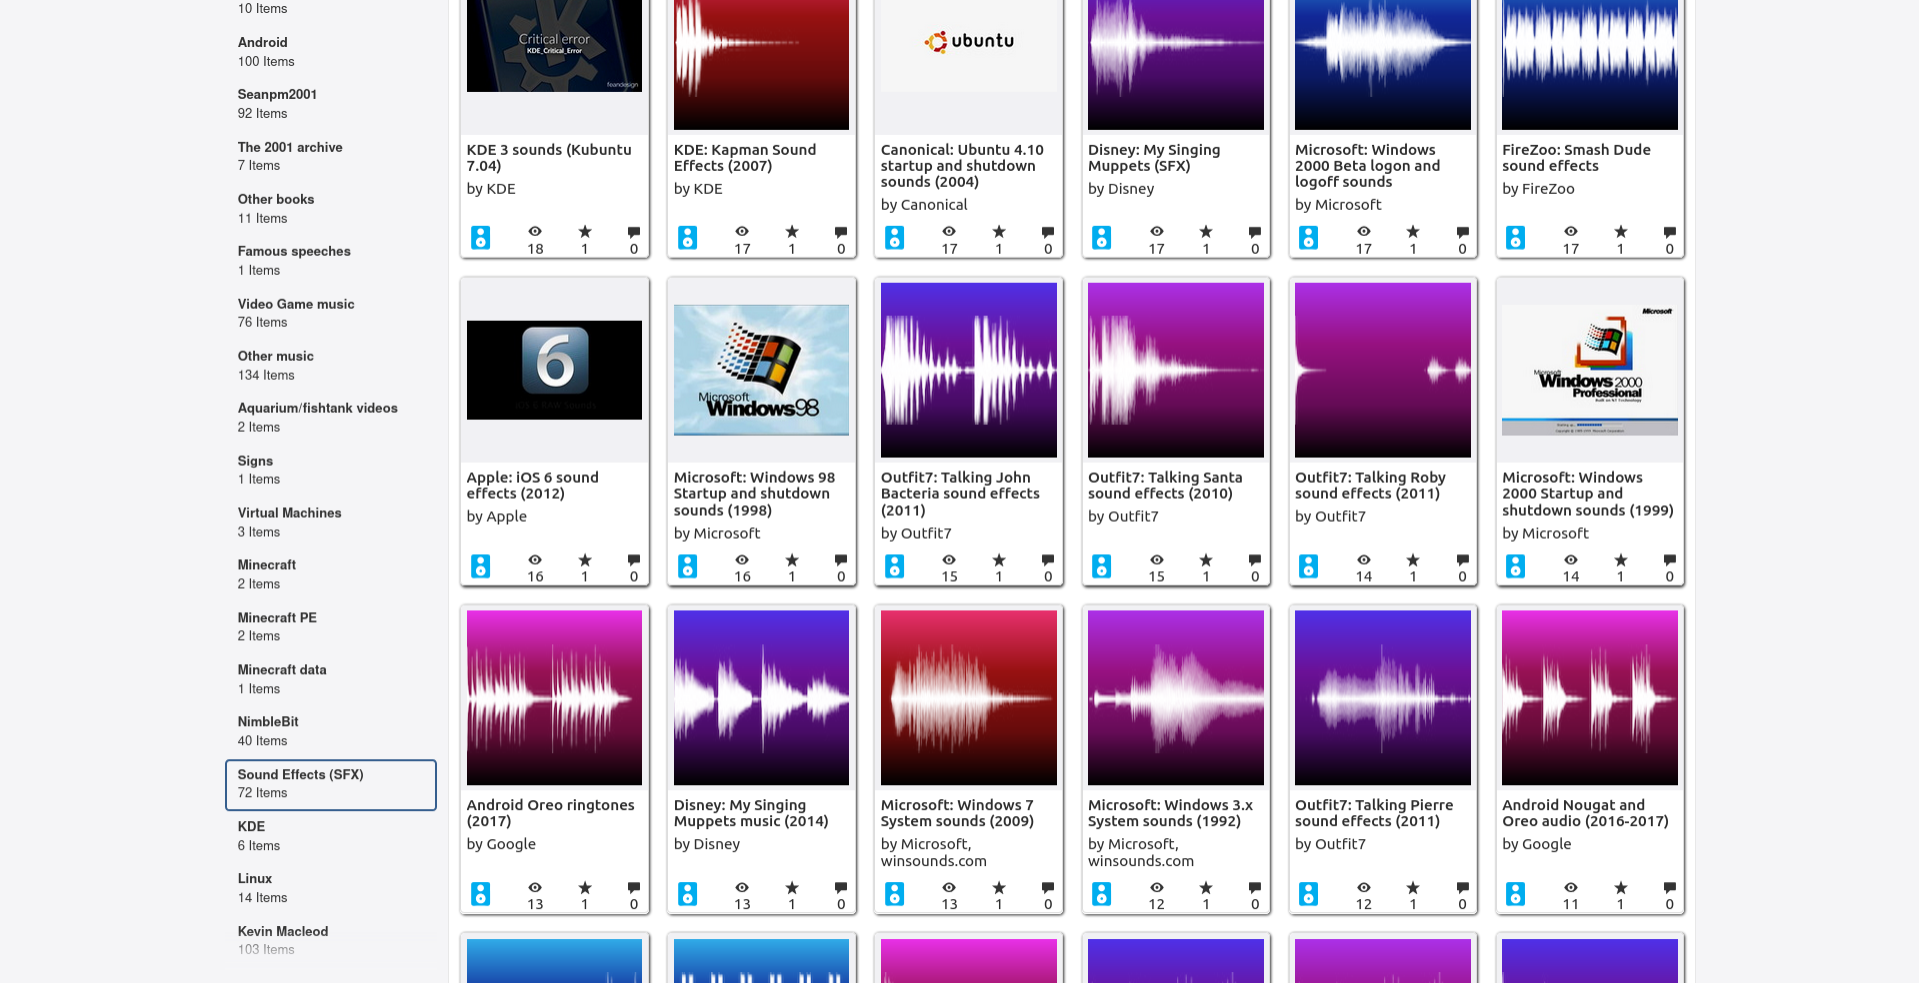 10 Items
Android
100 Items
Seanpm2001
92 Items
The 2001 archive
7 Items
Other books
11 Items
Famous speeches
1 Items
Video Game music
76 Items
Other music
134 Items
Aquarium/fishtank videos
2 Items
Signs
1 Items
Virtual Machines
3 Items
Minecraft
2 Items
Minecraft PE
2 Items
Minecraft data
1 Items
NimbleBit
40 Items
Sound Effects (SFX)
72 Items
KDE
6 Items
Linux
14 Items
Kevin Macleod
103 Items
Critical error
KDE_Critical_Error
feandesign
KDE 3 sounds (Kubuntu
7.04)
by KDE
18 1 0
KDE: Kapman Sound
Effects (2007)
by KDE
17 1 0
ubuntu
Canonical: Ubuntu 4.10
startup and shutdown
sounds (2004)
by Canonical
17 1 0
Disney: My Singing
Muppets (SFX)
by Disney
17 1 0
Microsoft: Windows
2000 Beta logon and
logoff sounds
by Microsoft
17 1 0
FireZoo: Smash Dude
sound effects
by FireZoo
17 1 0
6
Apple: iOS 6 sound
effects (2012)
by Apple
16 1 0
Microsoft
Windows98
Microsoft: Windows 98
Startup and shutdown
sounds (1998)
by Microsoft
16 1 0
Outfit7: Talking John
Bacteria sound effects
(2011)
by Outfit7
15 1 0
Outfit7: Talking Santa
sound effects (2010)
by Outfit7
15 1 0
Outfit7: Talking Roby
sound effects (2011)
by Outfit7
14 1 0
Microsoft
Microsoft
Windows 2000
Professional
Built on NT Technology
Microsoft: Windows
2000 Startup and
shutdown sounds (1999)
by Microsoft
14 1 0
Android Oreo ringtones
(2017)
by Google
13 1 0
Disney: My Singing
Muppets music (2014)
by Disney
13 1 0
Microsoft: Windows 7
System sounds (2009)
by Microsoft,
winsounds.com
13 1 0
Microsoft: Windows 3.x
System sounds (1992)
by Microsoft,
winsounds.com
12 1 0
Outfit7: Talking Pierre
sound effects (2011)
by Outfit7
12 1 0
Android Nougat and
Oreo audio (2016-2017)
by Google
11 1 0